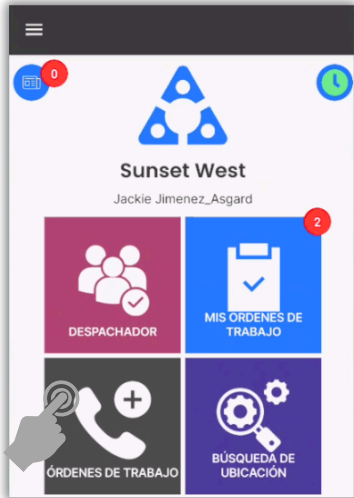 0
Sunset West
Jackie Jimenez_Asgard
2
DESPACHADOR
MIS ORDENES DE
TRABAJO
ÓRDENES DE TRABAJO
BÚSQUEDA DE
UBICACIÓN